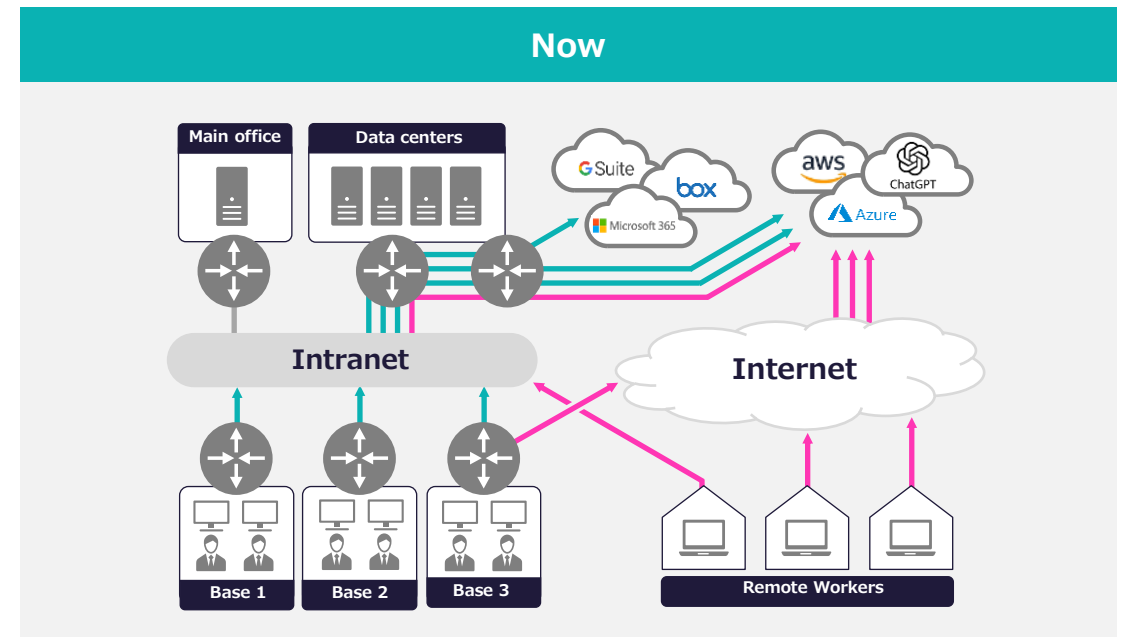 Now
Main office
Data centers
G Suite
box
Microsoft 365
aws
ChatGPT
Azure
Intranet
Internet
Base 1
Base 2
Base 3
Remote Workers